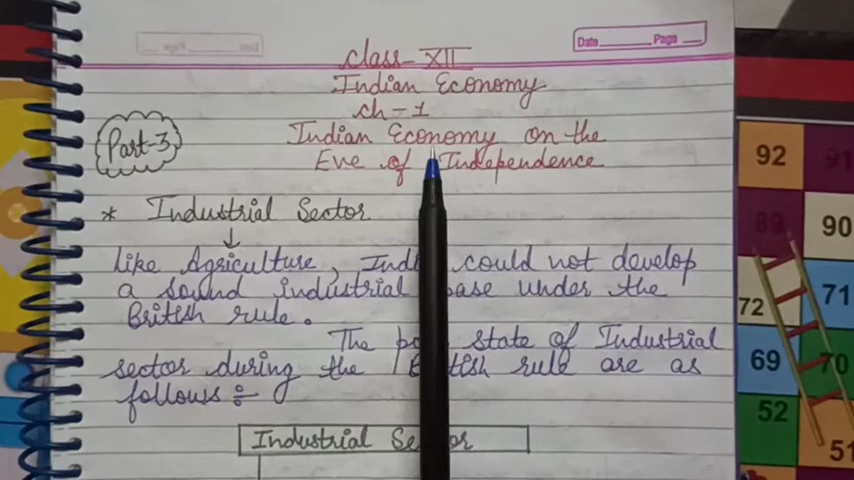 Date Page
class-XII
Indian Economy
ch-1
Part-3
Indian Economy on the
Eve of Independence
* Industrial Sector
↓
like Agriculture, could not develop
a sound industrial under the
British rule.
The state of Industrial
sector during the rule are as
follows :-
Industrial
92
91
89
90
72
71
69
70
52
51